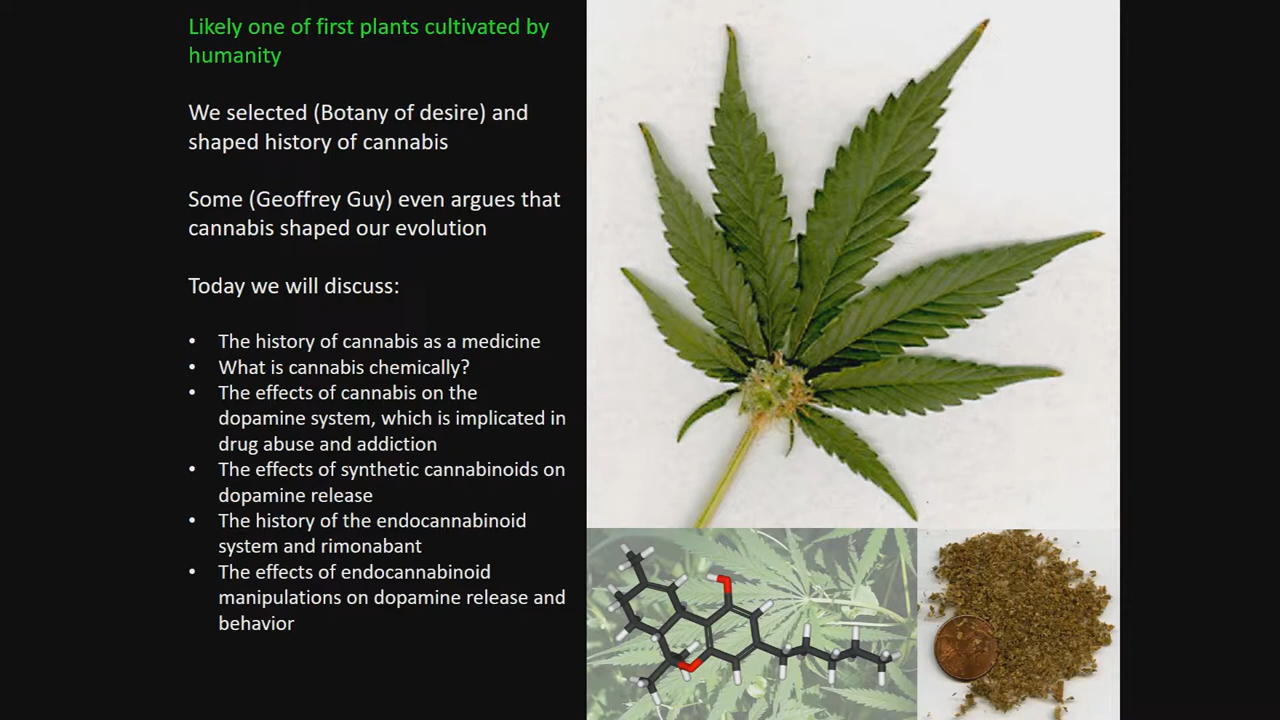 Likely one of first plants cultivated by
humanity
We selected (Botany of desire) and
shaped history of cannabis
Some (Geoffrey Guy) even argues that
cannabis shaped our evolution
Today we will discuss:
• The history of cannabis as a medicine
• What is cannabis chemically?
• The effects of cannabis on the
dopamine system, which is implicated in
drug abuse and addiction
• The effects of synthetic cannabinoids on
dopamine release
• The history of the endocannabinoid
system and rimonabant
• The effects of endocannabinoid
manipulations on dopamine release and
behavior